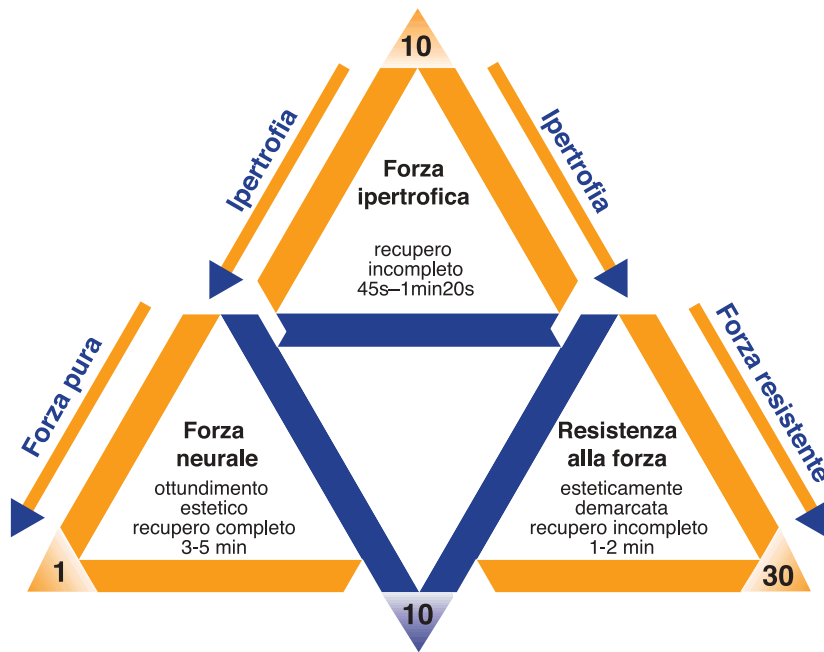 10
Ipertrofia
Ipertrofia
Forza
ipertrofica
recupero
incompleto
45s–1min20s
Forza pura
Forza resistente
Forza
neurale
ottundimento
estetico
recupero completo
3-5 min
Resistenza
alla forza
esteticamente
demarcata
recupero incompleto
1-2 min
1
30
10